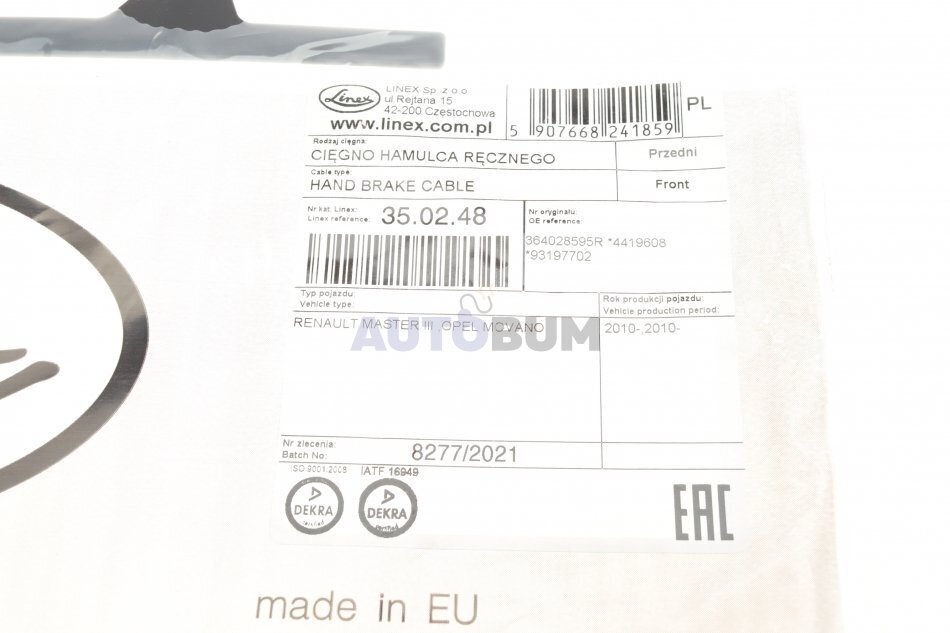 Linex
LINEX Sp. z o.o.
ul.Rejtana 15
42-200 Częstochowa
www.linex.com.pl
5 907668 241859
PL
Rodzaj cięgna:
CIĘGNO HAMULCA RĘCZNEGO
Przedni
Cable type:
HAND BRAKE CABLE
Front
Nr kat. Linex:
Linex reference:
35.02.48
Nr oryginału:
OE reference:
364028595R *4419608
*93197702
Typ pojazdu:
Vehicle type:
Rok produkcji pojazdu:
Vehicle production period:
RENAULT MASTER III ,OPEL MOVANO
2010-,2010-
AUTOBUM
Nr zlecenia:
Batch No:
8277/2021
ISO 9001:2008
IATF 16949
DEKRA
certified
DEKRA
certified
EAC
made in EU